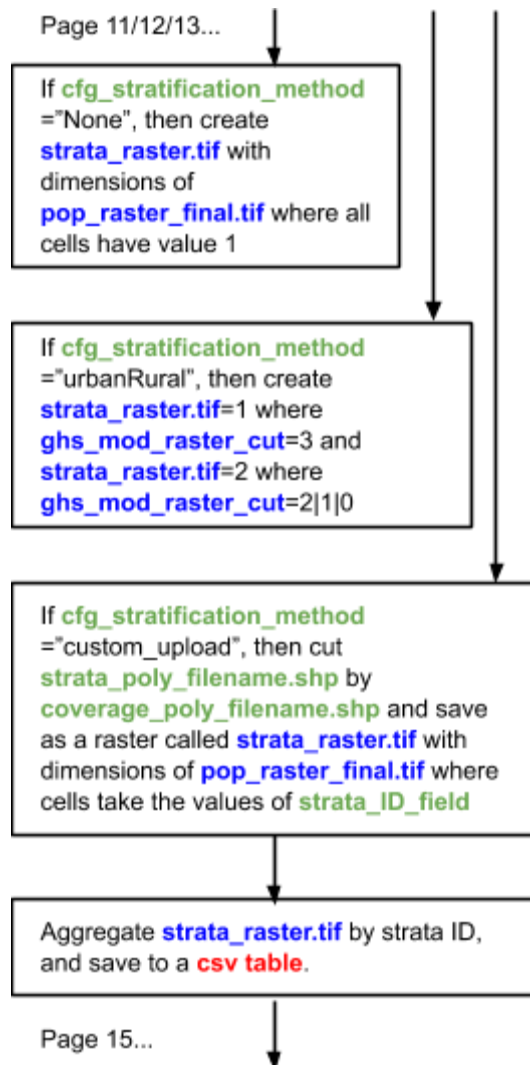 Page 11/12/13...
If cfg_stratification_method
="None", then create
strata_raster.tif with
dimensions of
pop_raster_final.tif where all
cells have value 1
If cfg_stratification_method
="urbanRural", then create
strata_raster.tif=1 where
ghs_mod_raster_cut=3 and
strata_raster.tif=2 where
ghs_mod_raster_cut=2|1|0
If cfg_stratification_method
="custom_upload", then cut
strata_poly_filename.shp by
coverage_poly_filename.shp and save
as a raster called strata_raster.tif with
dimensions of pop_raster_final.tif where
cells take the values of strata_ID_field
Aggregate strata_raster.tif by strata ID,
and save to a csv table.
Page 15...